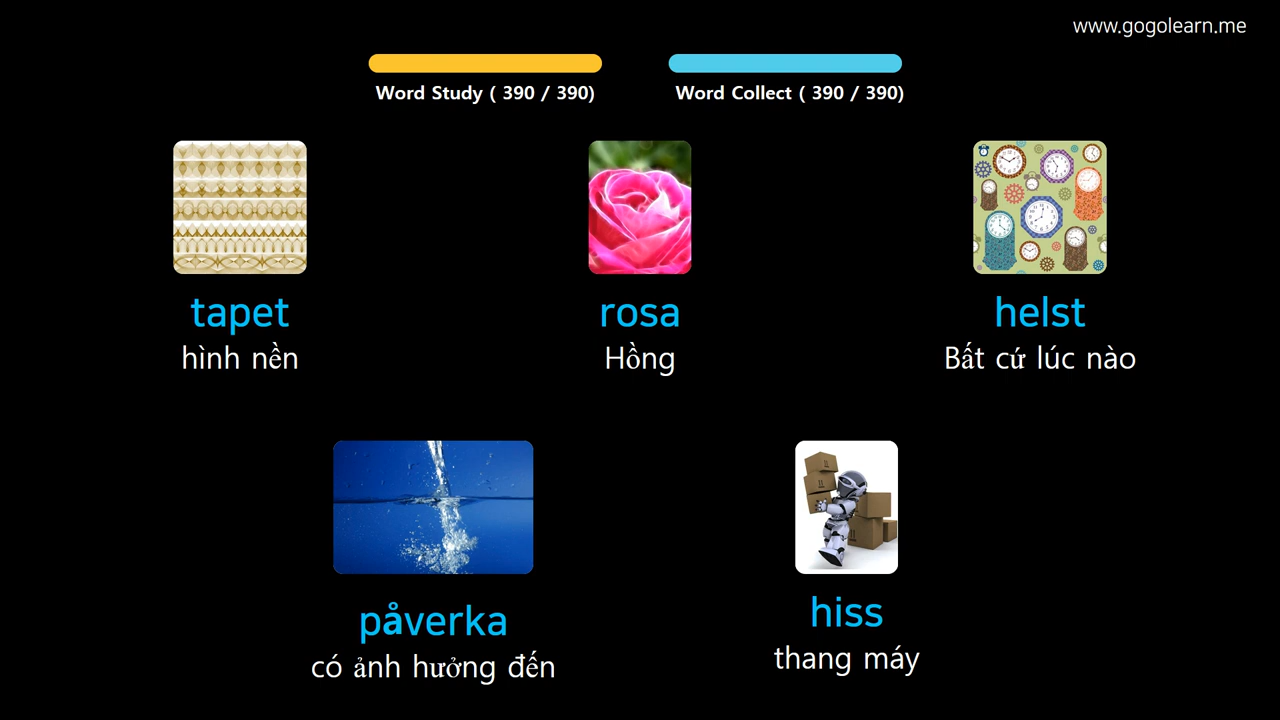 www.gogolearn.me
Word Study ( 390 / 390)
Word Collect ( 390 / 390)
tapet
hình nền
rosa
Hồng
helst
Bất cứ lúc nào
påverka
có ảnh hưởng đến
hiss
thang máy